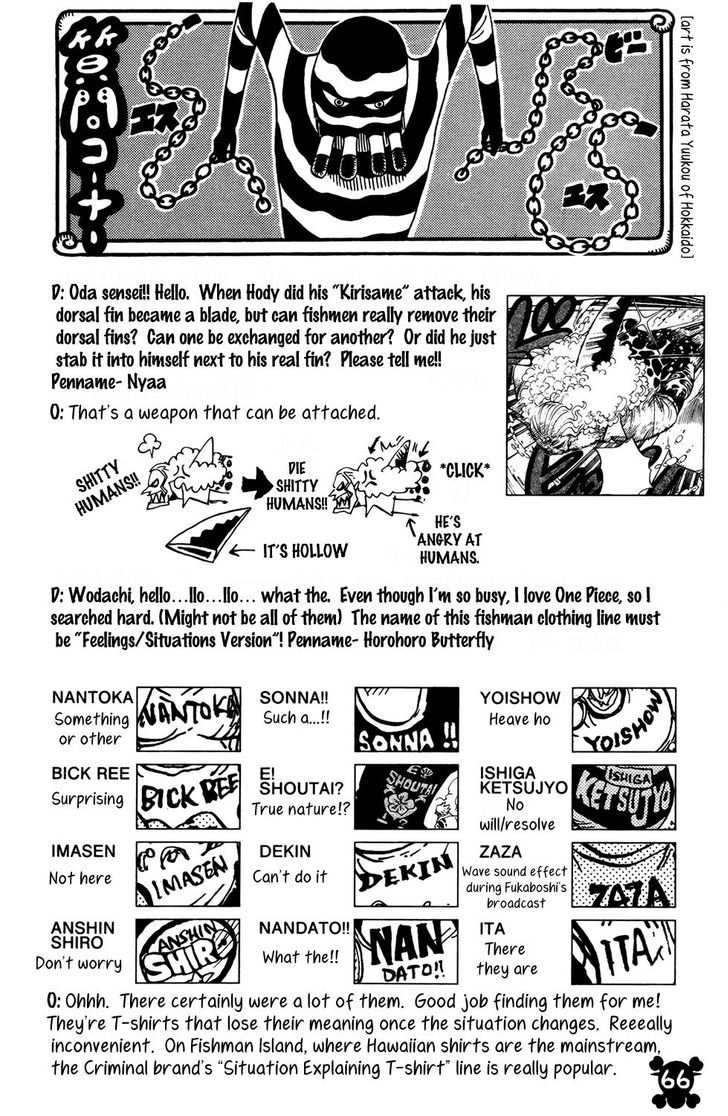 質問コーナー
エス
ビー
エス
[art is from Harata Yuukou of Hokkaido]
D: Oda sensei!! Hello. When Hody did his "Kirisame" attack, his
dorsal fin became a blade, but can fishmen really remove their
dorsal fins? Can one be exchanged for another? Or did he just
stab it into himself next to his real fin? Please tell me!!
Penname- Nyaa
O: That's a weapon that can be attached.
SHITTY
HUMANS!!
DIE
SHITTY
HUMANS!!
*CLICK*
IT'S HOLLOW
HE'S
ANGRY AT
HUMANS.
D: Wodachi, hello...llo...llo... what the. Even though I'm so busy, I love One Piece, so I
searched hard. (Might not be all of them) The name of this fishman clothing line must
be "Feelings/Situations Version"! Penname- Horohoro Butterfly
NANTOKA
Something
or other
NANTOKA
SONNA!!
Such a...!!
SONNA !!
YOISHOW
Heave ho
YOISHOW
BICK REE
Surprising
BICK REE
E!
SHOUTAI?
True nature!?
E!
SHOUTAI
ISHIGA
KETSUJYO
No
will/resolve
ISHIGA
KETSUJYO
IMASEN
Not here
IMASEN
DEKIN
Can't do it
DEKIN
ZAZA
Wave sound effect
during Fukaboshi's
broadcast
ZAZA
ANSHIN
SHIRO
Don't worry
ANSHIN
SHIRO
NANDATO!!
What the!!
NAN
DATO!!
ITA
There
they are
"ITA"
O: Ohhh. There certainly were a lot of them. Good job finding them for me!
They're T-shirts that lose their meaning once the situation changes. Reeeally
inconvenient. On Fishman Island, where Hawaiian shirts are the mainstream,
the Criminal brand's "Situation Explaining T-shirt" line is really popular.
66